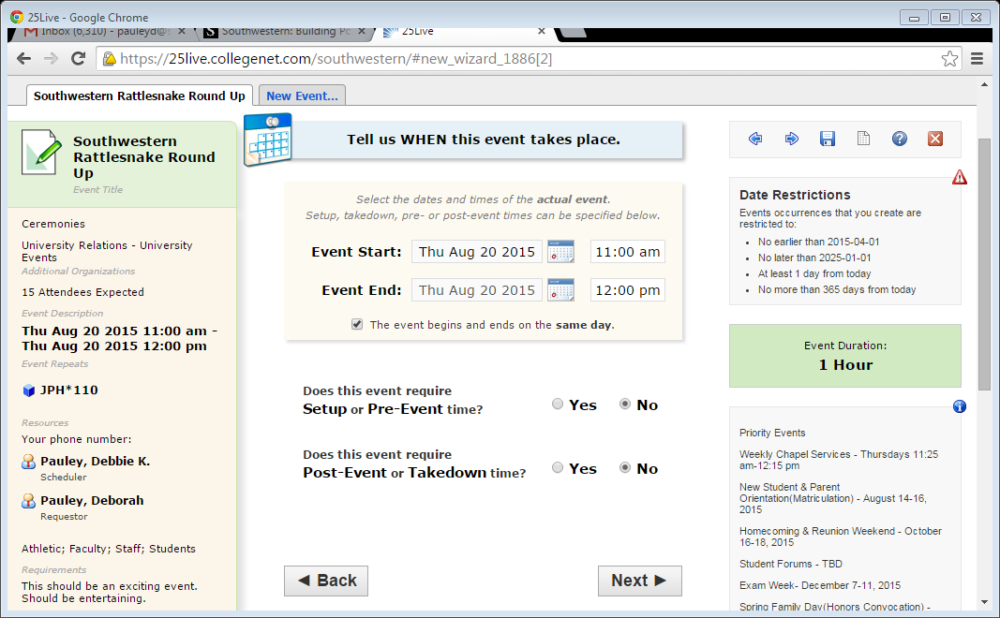 25Live - Google Chrome
Inbox (6,310) - pauleyd@s
Southwestern: Building Po
25Live
https://25live.collegenet.com/southwestern/#new_wizard_1886[2]
Southwestern Rattlesnake Round Up
New Event...
Southwestern
Rattlesnake Round
Up
Event Title
Ceremonies
University Relations - University
Events
Additional Organizations
15 Attendees Expected
Event Description
Thu Aug 20 2015 11:00 am -
Thu Aug 20 2015 12:00 pm
Event Repeats
JPH*110
Resources
Your phone number:
Pauley, Debbie K.
Scheduler
Pauley, Deborah
Requestor
Athletic; Faculty; Staff; Students
Requirements
This should be an exciting event.
Should be entertaining.
Tell us WHEN this event takes place.
Select the dates and times of the actual event.
Setup, takedown, pre- or post-event times can be specified below.
Event Start: Thu Aug 20 2015 11:00 am
Event End: Thu Aug 20 2015 12:00 pm
The event begins and ends on the same day.
Does this event require
Setup or Pre-Event time? Yes No
Does this event require
Post-Event or Takedown time? Yes No
◄ Back
Next ►
Date Restrictions
Events occurrences that you create are
restricted to:
• No earlier than 2015-04-01
• No later than 2025-01-01
• At least 1 day from today
• No more than 365 days from today
Event Duration:
1 Hour
Priority Events
Weekly Chapel Services - Thursdays 11:25
am-12:15 pm
New Student & Parent
Orientation(Matriculation) - August 14-16,
2015
Homecoming & Reunion Weekend - October
16-18, 2015
Student Forums - TBD
Exam Week- December 7-11, 2015
Spring Family Day(Honors Convocation) -